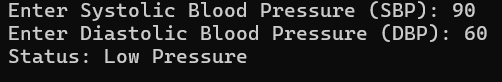 Enter Systolic Blood Pressure (SBP): 90
Enter Diastolic Blood Pressure (DBP): 60
Status: Low Pressure